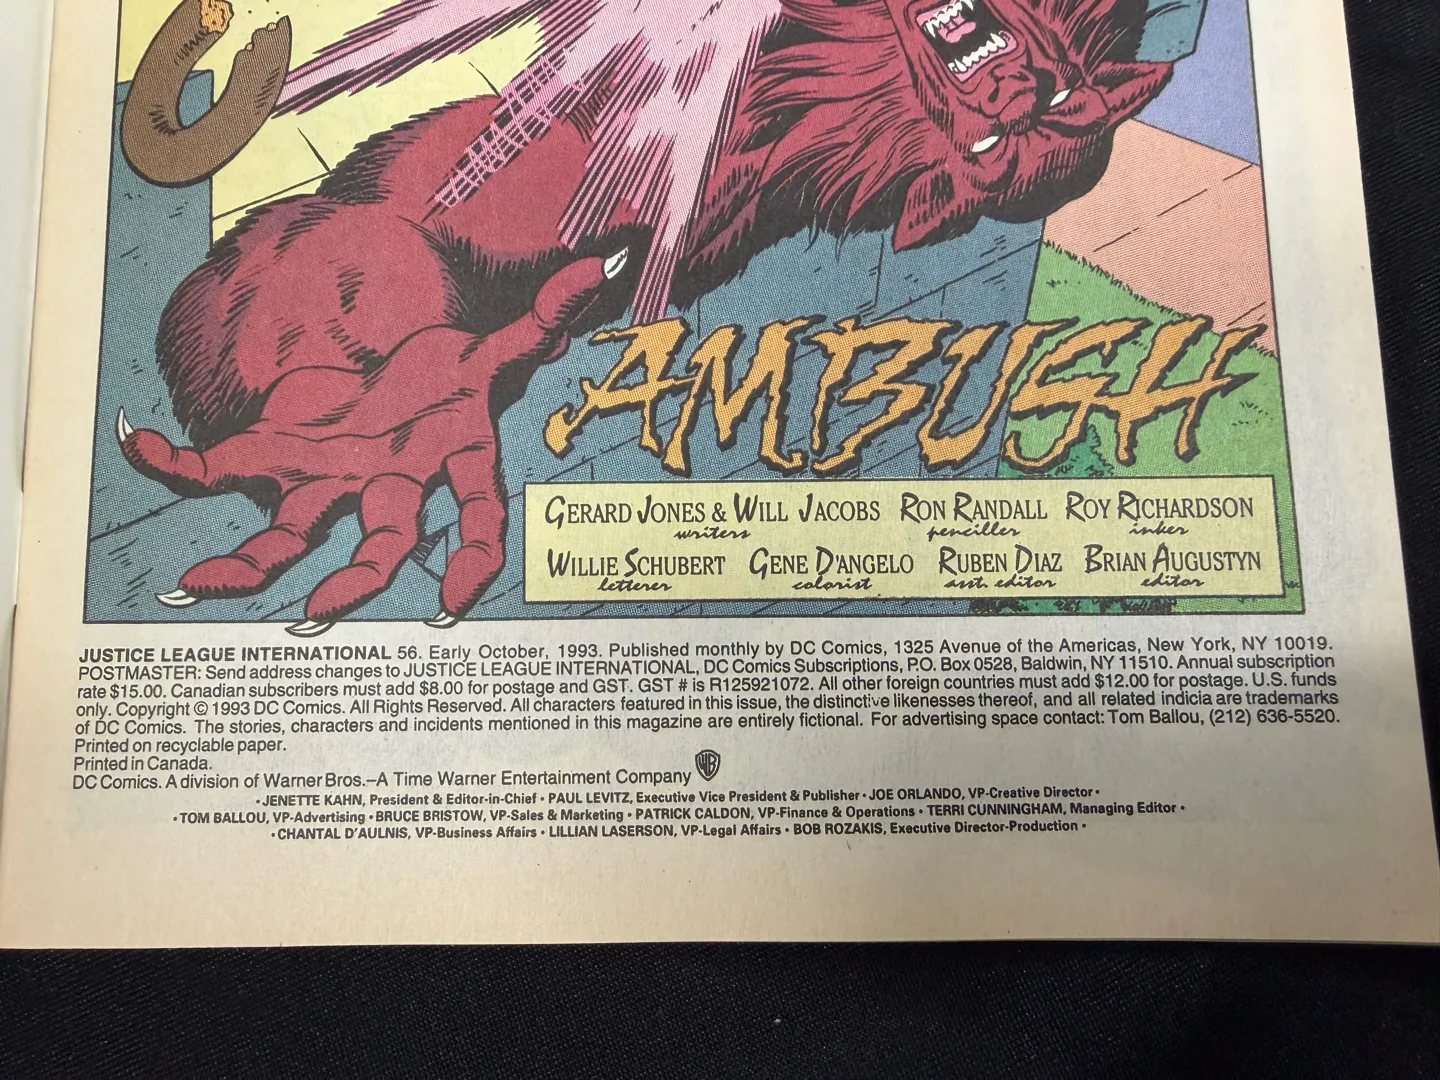 AMBUSH
GERARD JONES & WILL JACOBS RON RANDALL ROY RICHARDSON
writers penciller inker
WILLIE SCHUBERT GENE D'ANGELO RUBEN DIAZ BRIAN AUGUSTYN
letterer colorist asst. editor editor
JUSTICE LEAGUE INTERNATIONAL 56. Early October, 1993. Published monthly by DC Comics, 1325 Avenue of the Americas, New York, NY 10019.
POSTMASTER: Send address changes to JUSTICE LEAGUE INTERNATIONAL, DC Comics Subscriptions, P.O. Box 0528, Baldwin, NY 11510. Annual subscription
rate $15.00. Canadian subscribers must add $8.00 for postage and GST. GST # is R125921072. All other foreign countries must add $12.00 for postage. U.S. funds
only. Copyright © 1993 DC Comics. All Rights Reserved. All characters featured in this issue, the distinctive likenesses thereof, and all related indicia are trademarks
of DC Comics. The stories, characters and incidents mentioned in this magazine are entirely fictional. For advertising space contact: Tom Ballou, (212) 636-5520.
Printed on recyclable paper.
Printed in Canada.
DC Comics. A division of Warner Bros.–A Time Warner Entertainment Company WB
•JENETTE KAHN, President & Editor-in-Chief • PAUL LEVITZ, Executive Vice President & Publisher • JOE ORLANDO, VP-Creative Director•
•TOM BALLOU, VP-Advertising • BRUCE BRISTOW, VP-Sales & Marketing • PATRICK CALDON, VP-Finance & Operations • TERRI CUNNINGHAM, Managing Editor •
•CHANTAL D'AULNIS, VP-Business Affairs • LILLIAN LASERSON, VP-Legal Affairs • BOB ROZAKIS, Executive Director-Production •